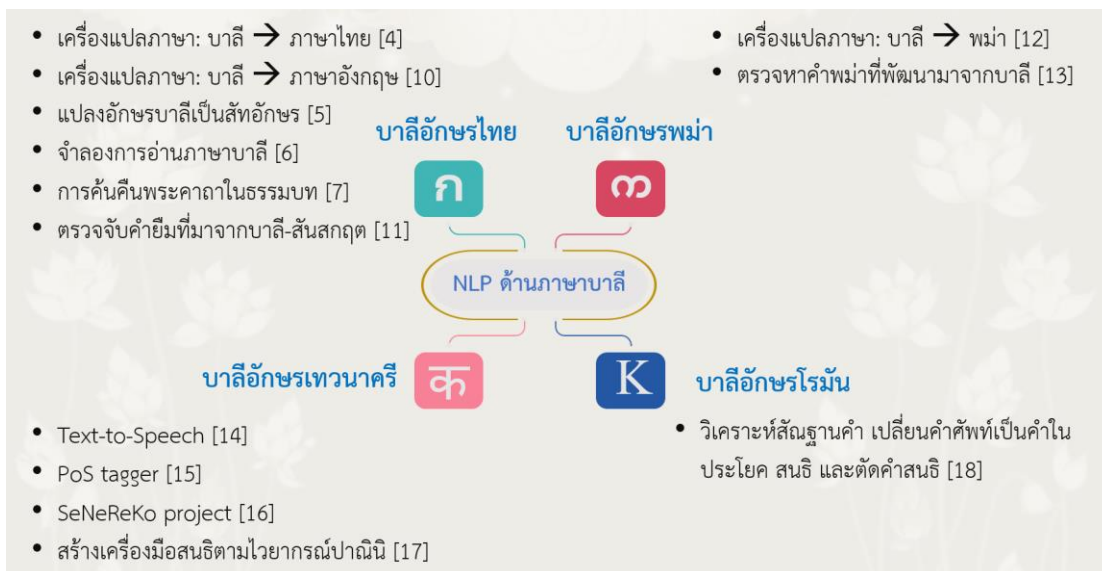 • เครื่องแปลภาษา: บาลี → ภาษาไทย [4]
• เครื่องแปลภาษา: บาลี → ภาษาอังกฤษ [10]
• แปลงอักษรบาลีเป็นสัทอักษร [5]
• จำลองการอ่านภาษาบาลี [6]
• การค้นคืนพระคาถาในธรรมบท [7]
• ตรวจจับคำยืมที่มาจากบาลี-สันสกฤต [11]
บาลีอักษรไทย
ก
• เครื่องแปลภาษา: บาลี → พม่า [12]
• ตรวจหาคำพม่าที่พัฒนามาจากบาลี [13]
บาลีอักษรพม่า
က
NLP ด้านภาษาบาลี
บาลีอักษรเทวนาครี
क
• Text-to-Speech [14]
• PoS tagger [15]
• SeNeReKo project [16]
• สร้างเครื่องมือสนธิตามไวยากรณ์ปาณินิ [17]
K
บาลีอักษรโรมัน
• วิเคราะห์สัณฐานคำ เปลี่ยนคำศัพท์เป็นคำใน
ประโยค สนธิ และตัดคำสนธิ [18]